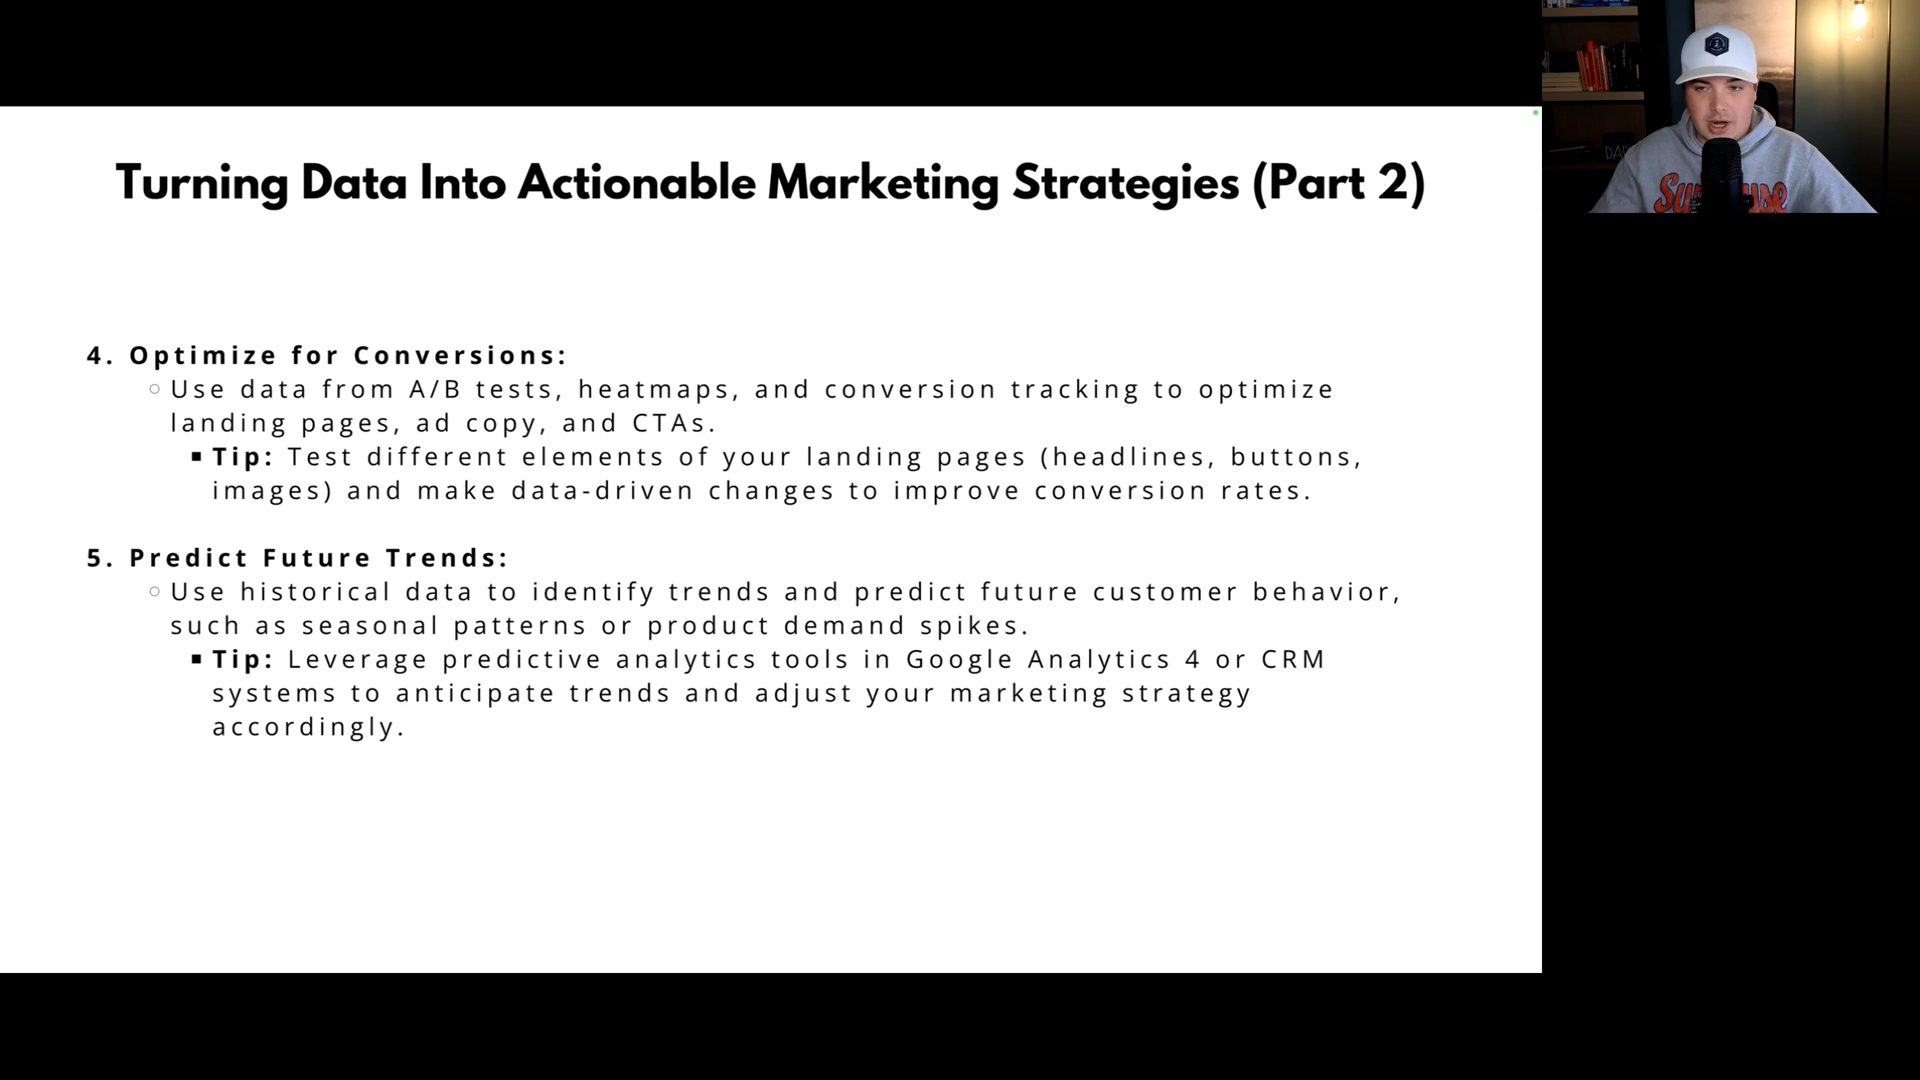 Turning Data Into Actionable Marketing Strategies (Part 2)
4. Optimize for Conversions:
○ Use data from A/B tests, heatmaps, and conversion tracking to optimize
landing pages, ad copy, and CTAs.
▪ Tip: Test different elements of your landing pages (headlines, buttons,
images) and make data-driven changes to improve conversion rates.
5. Predict Future Trends:
○ Use historical data to identify trends and predict future customer behavior,
such as seasonal patterns or product demand spikes.
▪ Tip: Leverage predictive analytics tools in Google Analytics 4 or CRM
systems to anticipate trends and adjust your marketing strategy
accordingly.